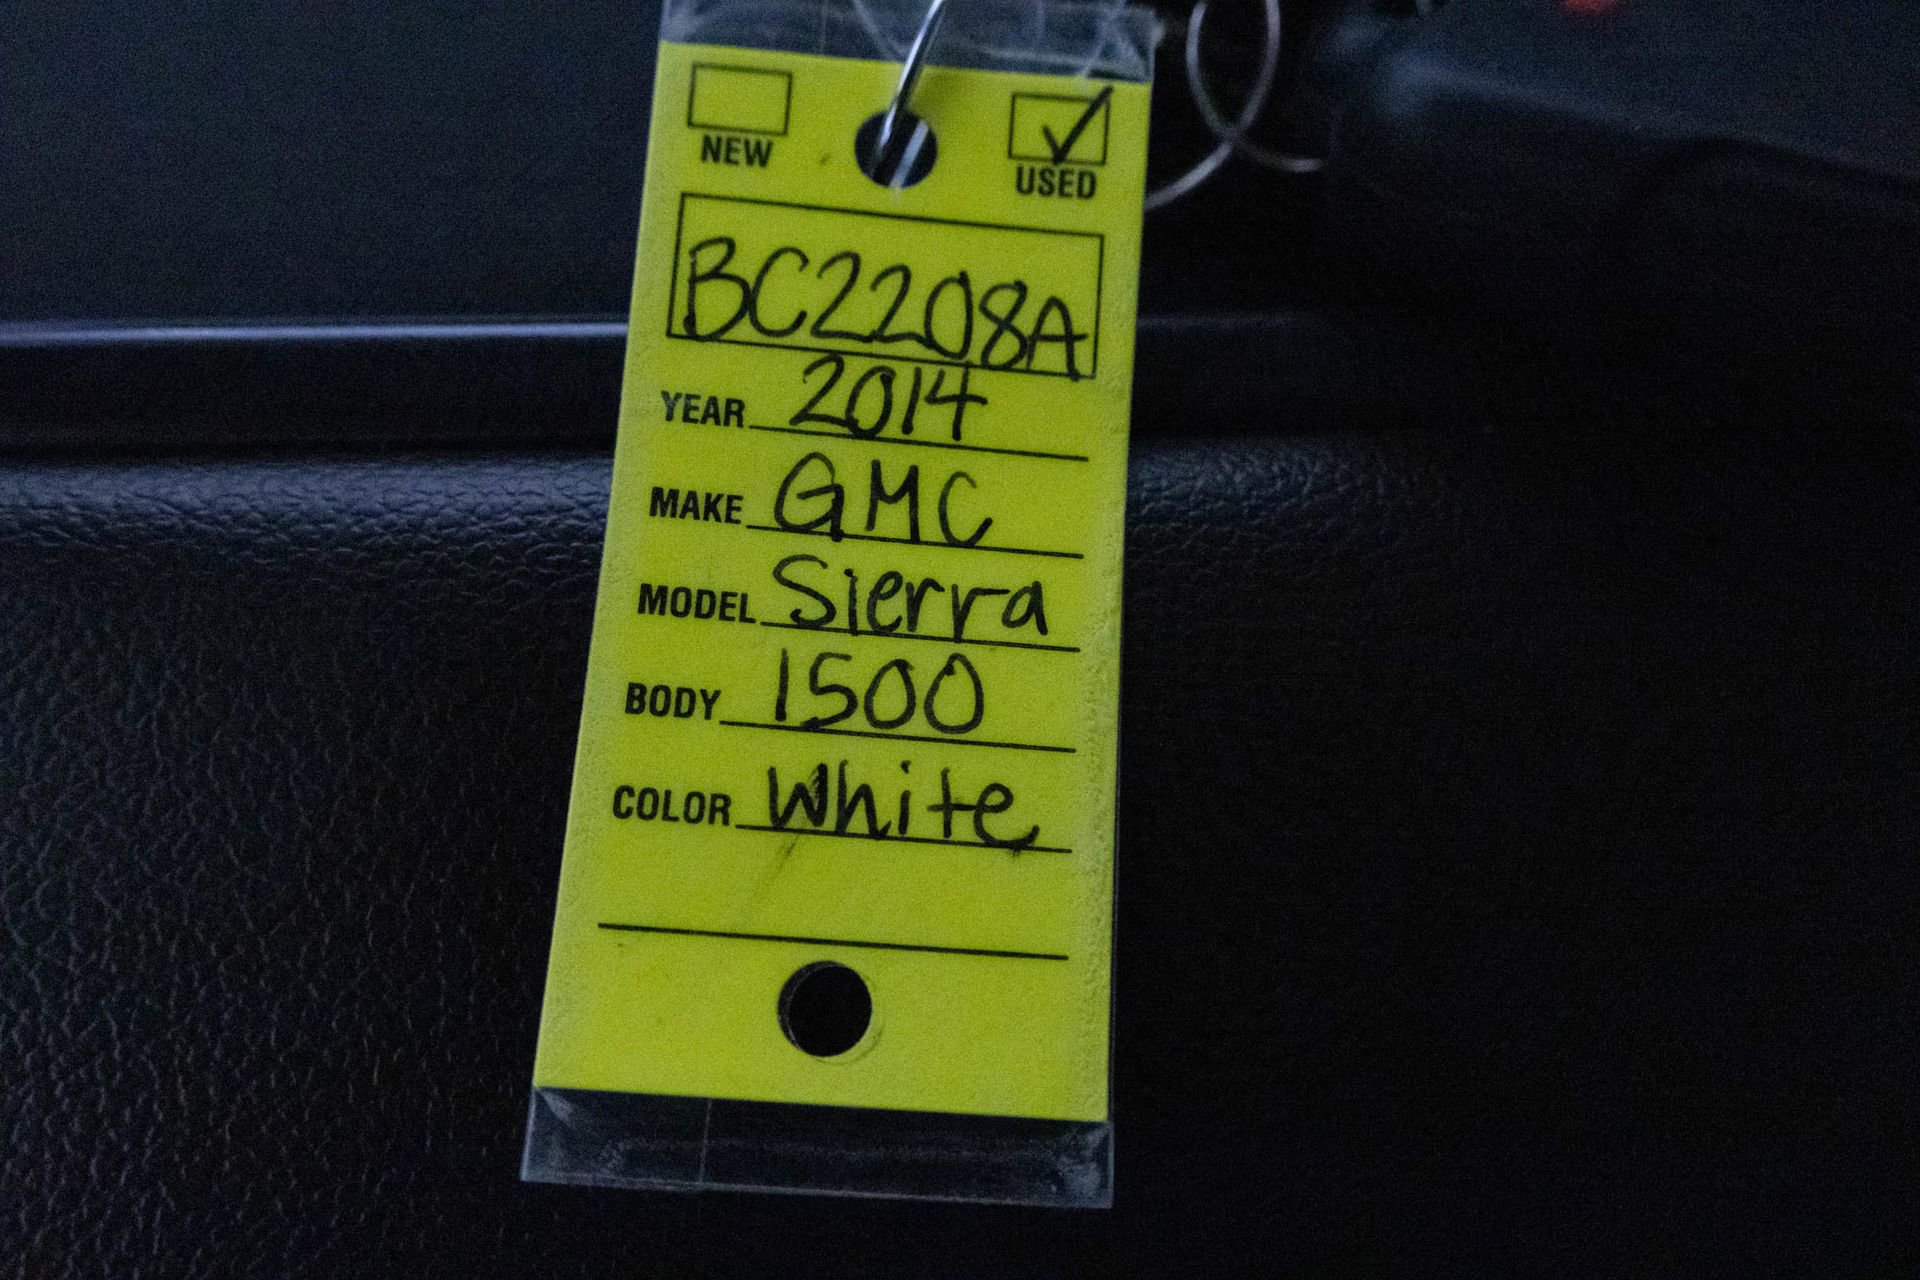 NEW USED
BC2208A
YEAR 2014
MAKE GMC
MODEL Sierra
BODY 1500
COLOR White